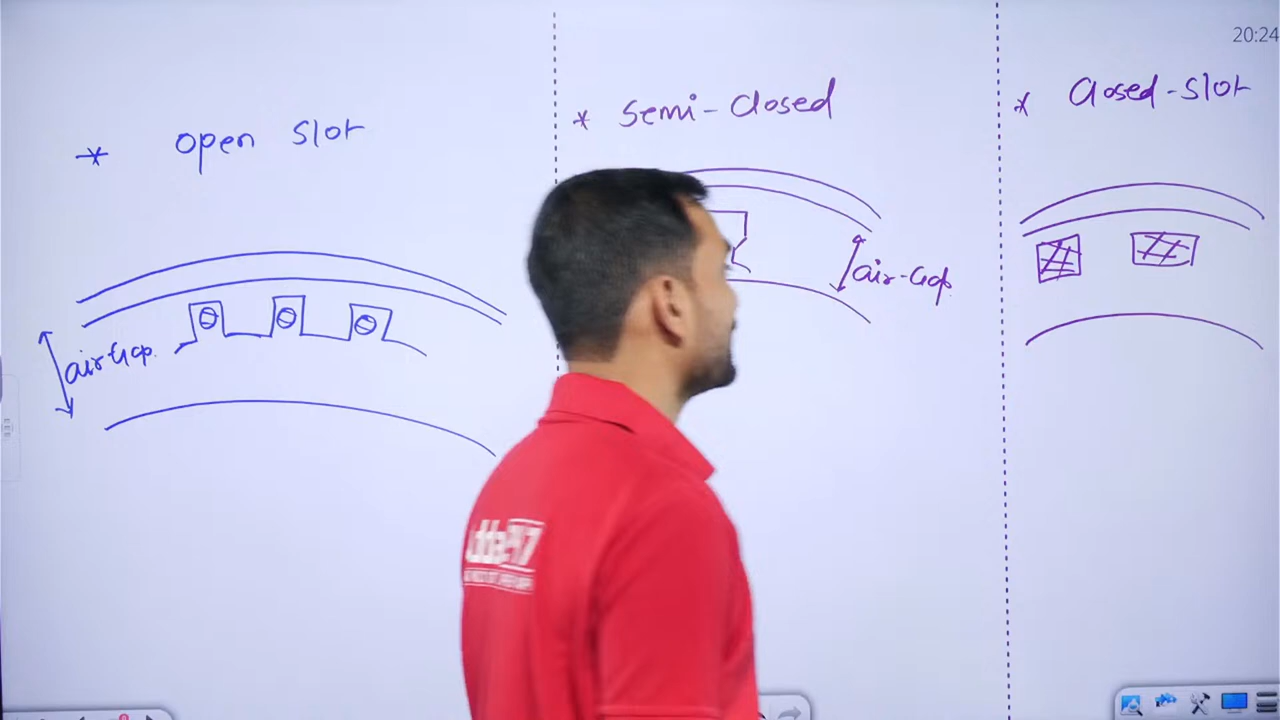 20:24
* Open Slot
* Semi-Closed
* Closed-Slot
air Gap.
air-Gap.